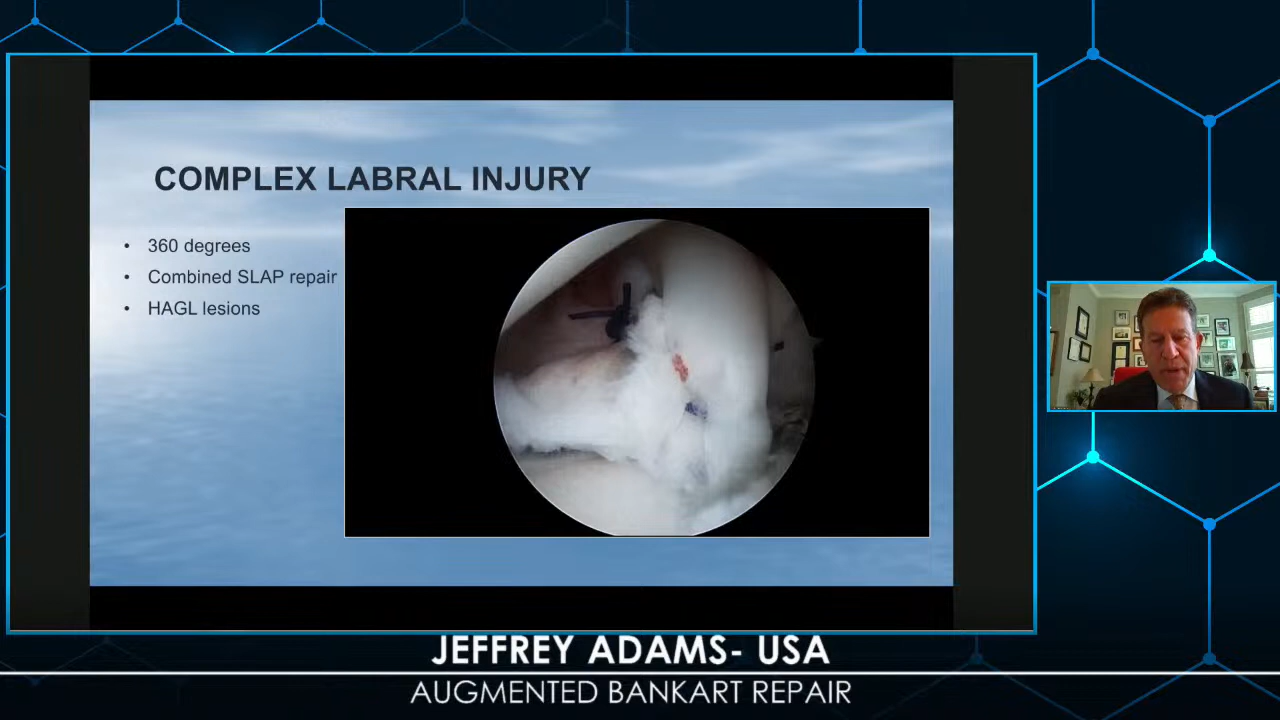 COMPLEX LABRAL INJURY
• 360 degrees
• Combined SLAP repair
• HAGL lesions
JEFFREY ADAMS- USA
AUGMENTED BANKART REPAIR